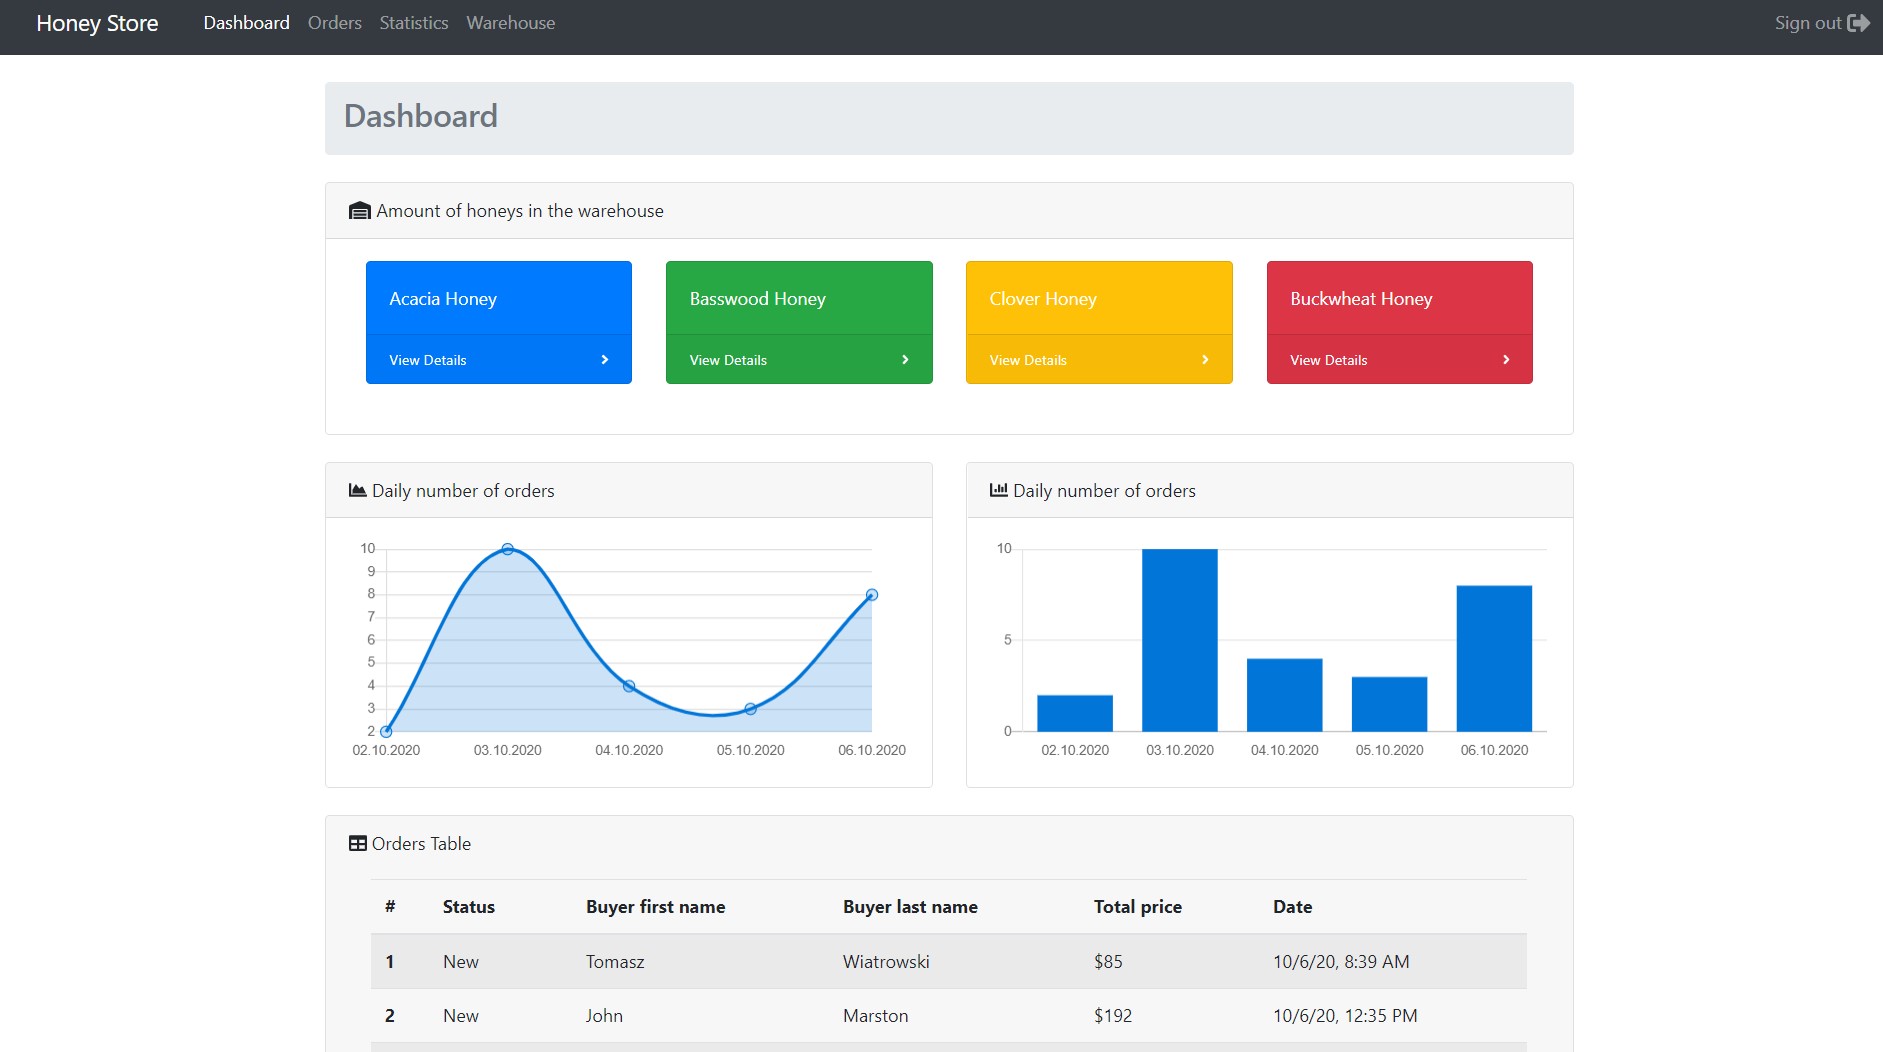 Honey Store Dashboard Orders Statistics Warehouse Sign out
Dashboard
Amount of honeys in the warehouse
Acacia Honey Basswood Honey Clover Honey Buckwheat Honey
View Details View Details View Details View Details
Daily number of orders
10
9
8
7
6
5
4
3
2
02.10.2020 03.10.2020 04.10.2020 05.10.2020 06.10.2020
Daily number of orders
10
5
0
02.10.2020 03.10.2020 04.10.2020 05.10.2020 06.10.2020
Orders Table
# Status Buyer first name Buyer last name Total price Date
1 New Tomasz Wiatrowski $85 10/6/20, 8:39 AM
2 New John Marston $192 10/6/20, 12:35 PM